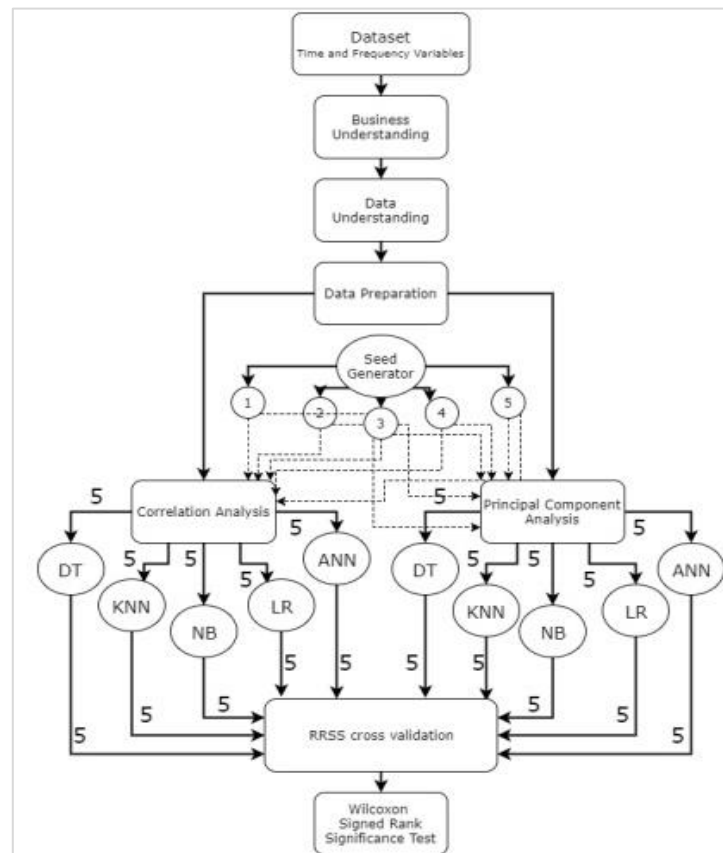 Dataset
Time and Frequency Variables
Business
Understanding
Data
Understanding
Data Preparation
Seed
Generator
1
2
3
4
5
5
Correlation Analysis
5
5
Principal Component
Analysis
5
DT
5
KNN
5
NB
5
LR
ANN
DT
5
KNN
5
NB
5
LR
ANN
5
5
5
5
5
5
5
5
5
5
RRSS cross validation
Wilcoxon
Signed Rank
Significance Test